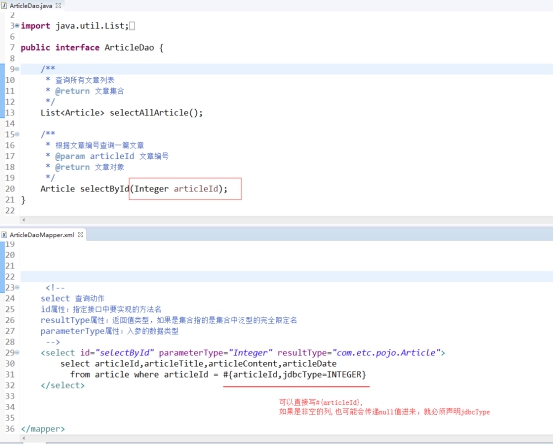 ArticleDao.java
2
3 import java.util.List;
6
7 public interface ArticleDao {
8
9 /**
10 * 查询所有文章列表
11 * @return 文章集合
12 */
13 List<Article> selectAllArticle();
14
15 /**
16 * 根据文章编号查询一篇文章
17 * @param articleId 文章编号
18 * @return 文章对象
19 */
20 Article selectById(Integer articleId);
21 }
22
ArticleDaoMapper.xml
19
20
21
22
23 <!--
24 select 查询动作
25 id属性：指定接口中要实现的方法名
26 resultType属性：返回值类型，如果是集合指的是集合中泛型的完全限定名
27 parameterType属性：入参的数据类型
28 -->
29 <select id="selectById" parameterType="Integer" resultType="com.etc.pojo.Article">
30 select articleId,articleTitle,articleContent,articleDate
31 from article where articleId = #{articleId,jdbcType=INTEGER}
32 </select>
33
可以直接写#{articleId},
34
如果是非空的列,也可能会传递null值进来，就必须声明jdbcType
35
36 </mapper>